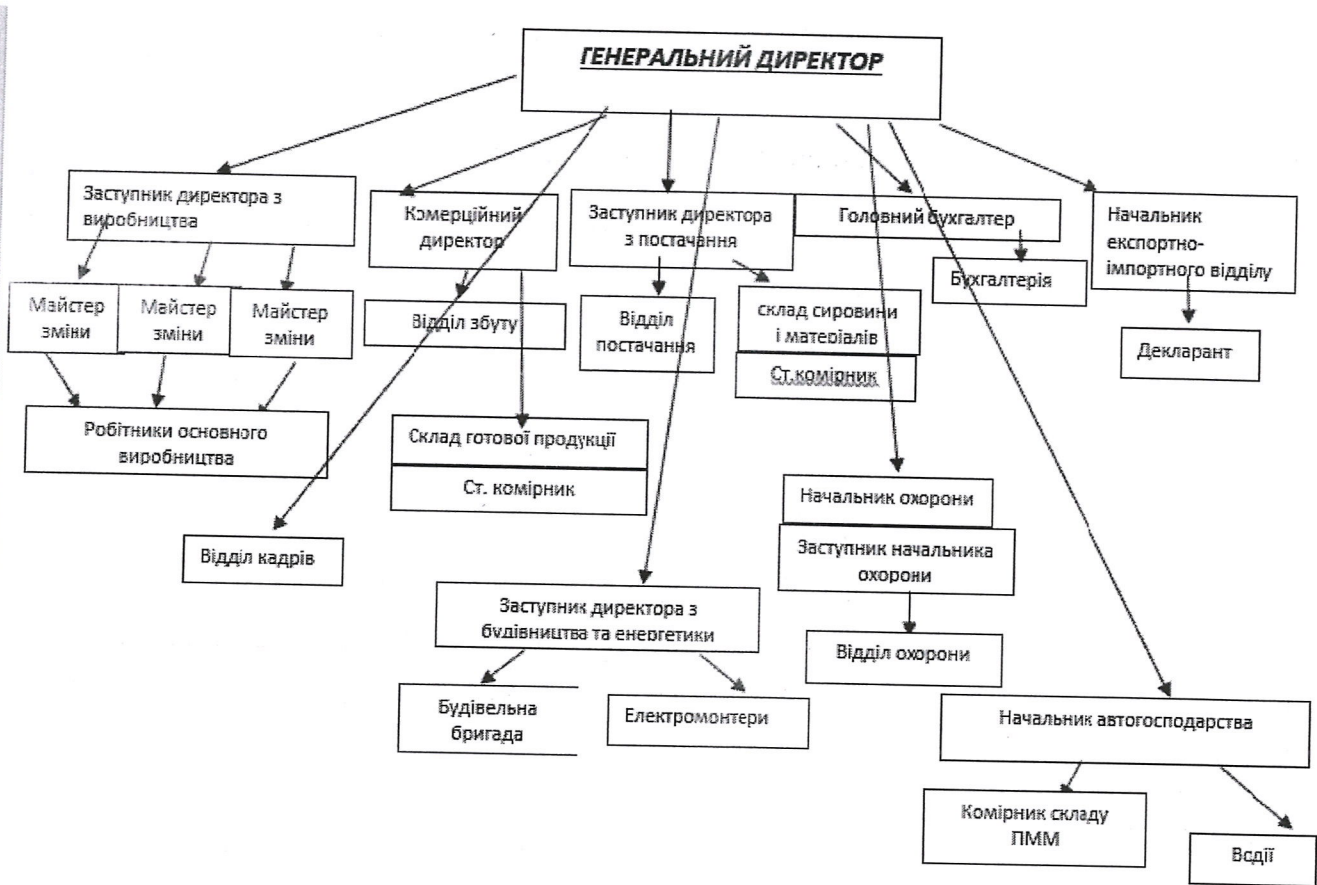 ГЕНЕРАЛЬНИЙ ДИРЕКТОР
Заступник директора з
виробництва
Комерційний
директор
Заступник директора
з постачання
Головний бухгалтер
Начальник
експортно-
імпортного відділу
Майстер
зміни
Майстер
зміни
Майстер
зміни
Відділ збуту
Відділ
постачання
склад сировини
і матеріалів
Ст.комірник
Бухгалтерія
Декларант
Робітники основного
виробництва
Склад готової продукції
Ст. комірник
Відділ кадрів
Начальник охорони
Заступник начальника
охорони
Відділ охорони
Заступник директора з
будівництва та енергетики
Будівельна
бригада
Електромонтери
Начальник автогосподарства
Комірник складу
ПММ
Водії